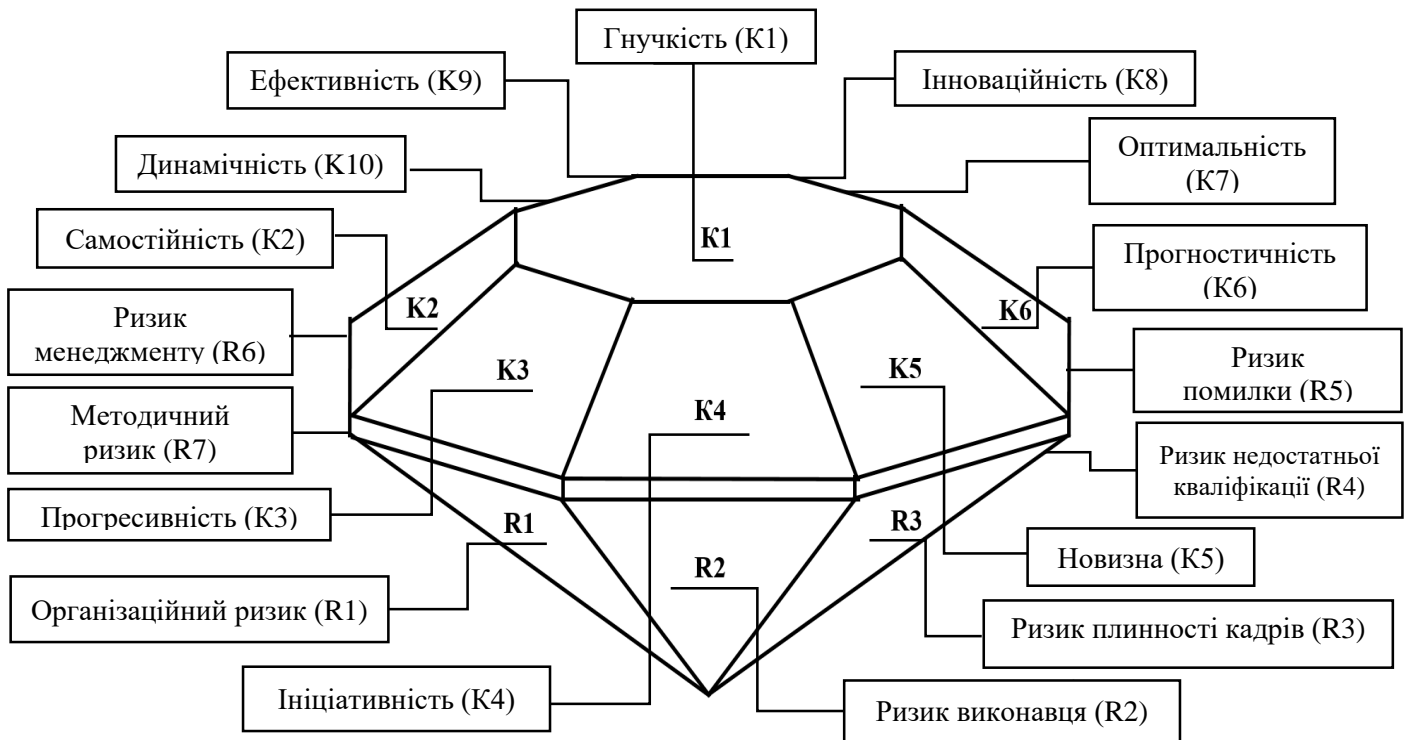 Гнучкість (К1)
Ефективність (К9)
Інноваційність (К8)
Динамічність (К10)
Оптимальність
(К7)
Самостійність (К2)
К1
Прогностичність
(К6)
Ризик
менеджменту (R6)
К2
К6
Ризик
помилки (R5)
К3
К5
Методичний
ризик (R7)
К4
Ризик недостатньої
кваліфікації (R4)
Прогресивність (К3)
R1
R3
Новизна (К5)
R2
Організаційний ризик (R1)
Ризик плинності кадрів (R3)
Ініціативність (К4)
Ризик виконавця (R2)